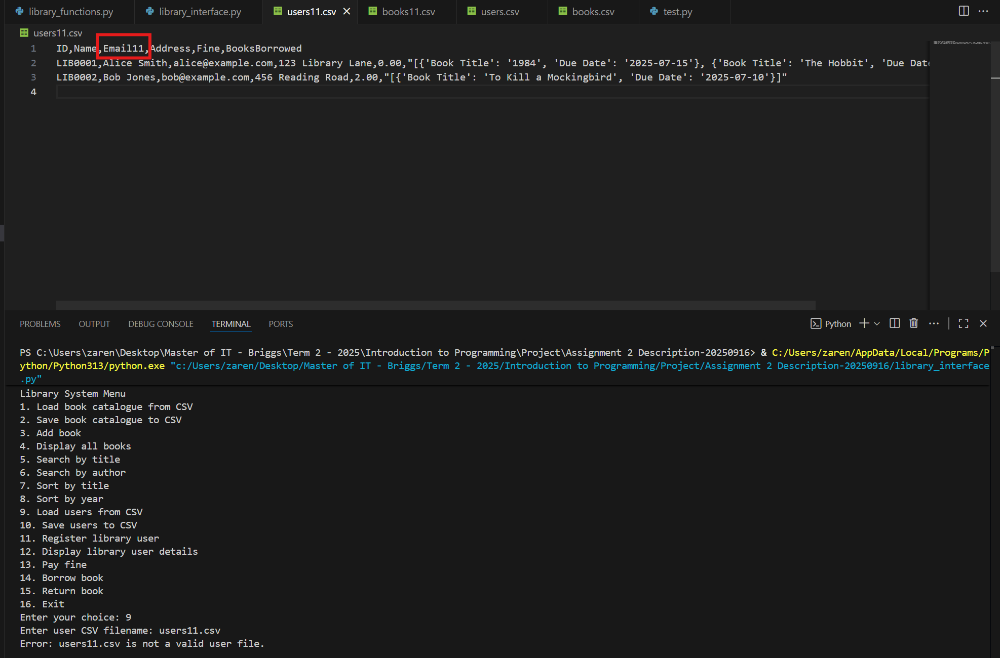 library_functions.py library_interface.py users11.csv books11.csv users.csv books.csv test.py
users11.csv
1 ID,Name,Email11,Address,Fine,BooksBorrowed
2 LIB0001,Alice Smith,alice@example.com,123 Library Lane,0.00,"[{'Book Title': '1984', 'Due Date': '2025-07-15'}, {'Book Title': 'The Hobbit', 'Due Date
3 LIB0002,Bob Jones,bob@example.com,456 Reading Road,2.00,"[{'Book Title': 'To Kill a Mockingbird', 'Due Date': '2025-07-10'}]"
4
PROBLEMS OUTPUT DEBUG CONSOLE TERMINAL PORTS Python
PS C:\Users\zaren\Desktop\Master of IT - Briggs\Term 2 - 2025\Introduction to Programming\Project\Assignment 2 Description-20250916> & C:/Users/zaren/AppData/Local/Programs/P
ython/Python313/python.exe "c:/Users/zaren/Desktop/Master of IT - Briggs/Term 2 - 2025/Introduction to Programming/Project/Assignment 2 Description-20250916/library_interface
.py"
Library System Menu
1. Load book catalogue from CSV
2. Save book catalogue to CSV
3. Add book
4. Display all books
5. Search by title
6. Search by author
7. Sort by title
8. Sort by year
9. Load users from CSV
10. Save users to CSV
11. Register library user
12. Display library user details
13. Pay fine
14. Borrow book
15. Return book
16. Exit
Enter your choice: 9
Enter user CSV filename: users11.csv
Error: users11.csv is not a valid user file.